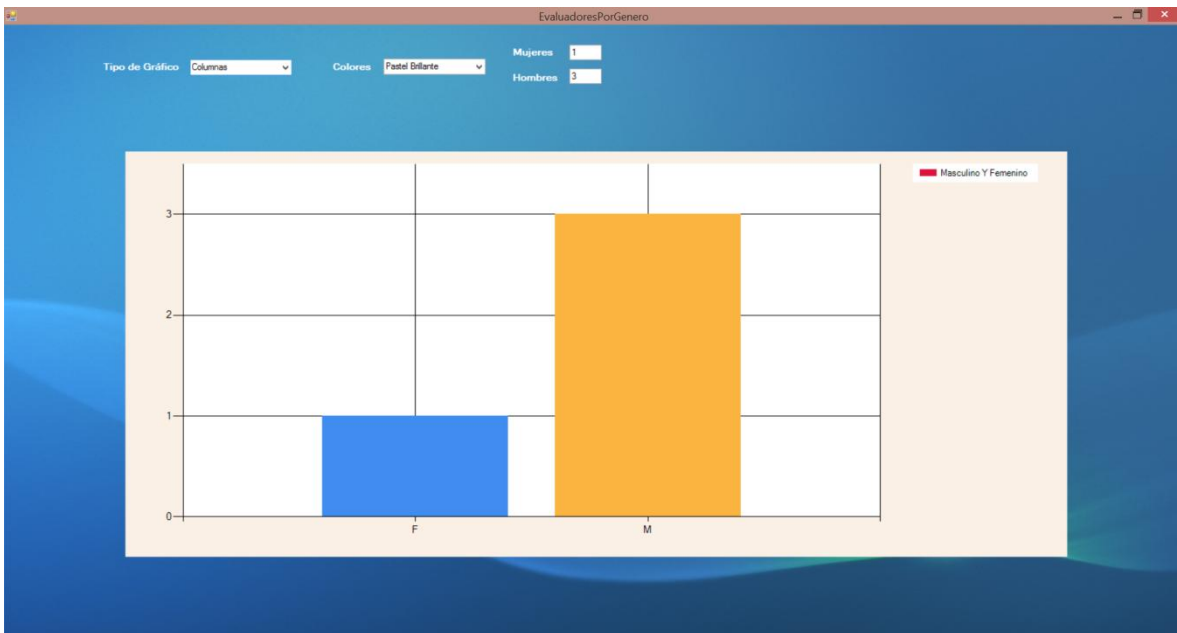 EvaluadoresPorGenero
Tipo de Gráfico Columnas
Colores Pastel Brillante
Mujeres 1
Hombres 3
Masculino Y Femenino
3
2
1
0
F M